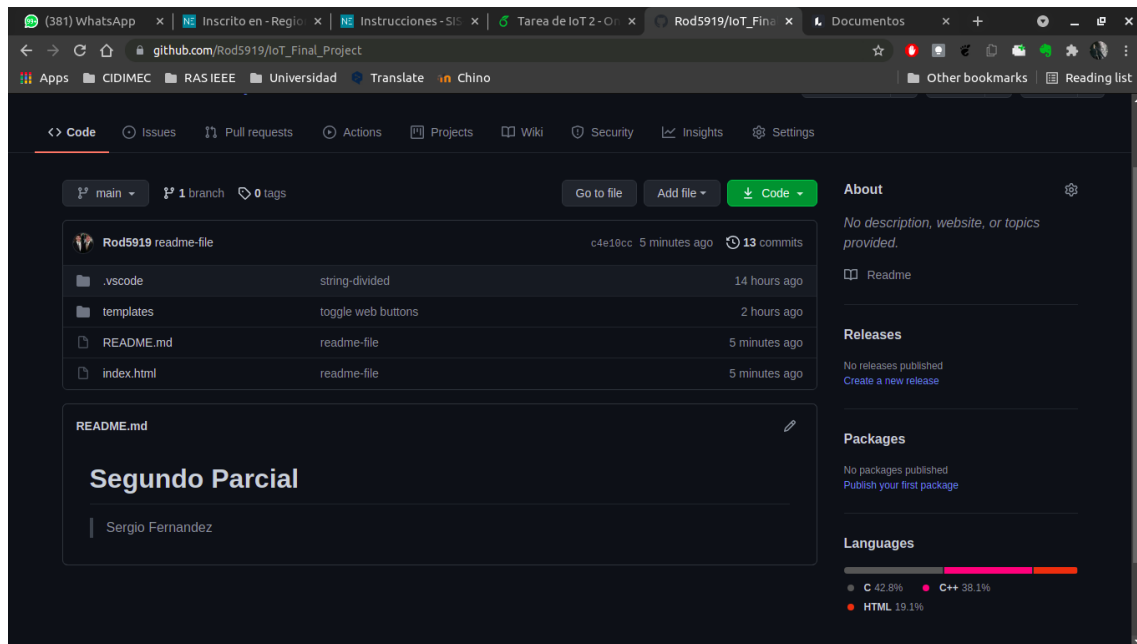 (381) WhatsApp
Inscrito en - Region
Instrucciones - SIS
Tarea de IoT 2 - On
Rod5919/IoT_Fina
Documentos
github.com/Rod5919/IoT_Final_Project
Apps CIDIMEC RAS IEEE Universidad Translate Chino Other bookmarks Reading list
Code Issues Pull requests Actions Projects Wiki Security Insights Settings
main 1 branch 0 tags Go to file Add file Code
Rod5919 readme-file c4e10cc 5 minutes ago 13 commits
.vscode string-divided 14 hours ago
templates toggle web buttons 2 hours ago
README.md readme-file 5 minutes ago
index.html readme-file 5 minutes ago
README.md
Segundo Parcial
Sergio Fernandez
About
No description, website, or topics
provided.
Readme
Releases
No releases published
Create a new release
Packages
No packages published
Publish your first package
Languages
C 42.8% C++ 38.1%
HTML 19.1%